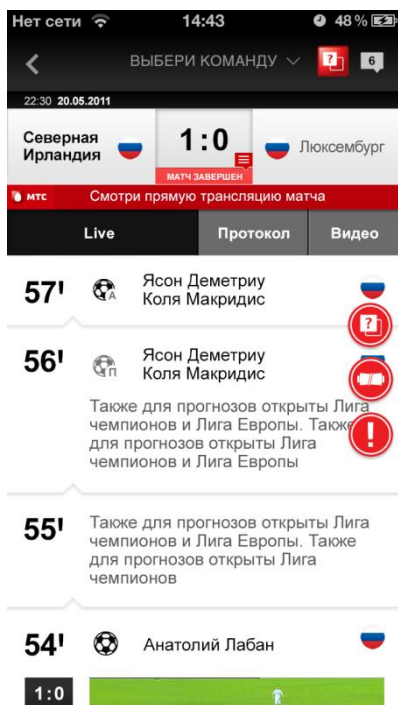 Нет сети 14:43 48 %
ВЫБЕРИ КОМАНДУ ? 6
22:30 20.05.2011
Северная
Ирландия
1:0
Люксембург
МАТЧ ЗАВЕРШЕН
МТС Смотри прямую трансляцию матча
Live Протокол Видео
57' А Ясон Деметриу
Коля Макридис
?
56' П Ясон Деметриу
Коля Макридис
Также для прогнозов открыты Лига
чемпионов и Лига Европы. Также
для прогнозов открыты Лига
чемпионов и Лига Европы
!
55' Также для прогнозов открыты Лига
чемпионов и Лига Европы. Также
для прогнозов открыты Лига
чемпионов
54' Анатолий Лабан
1:0